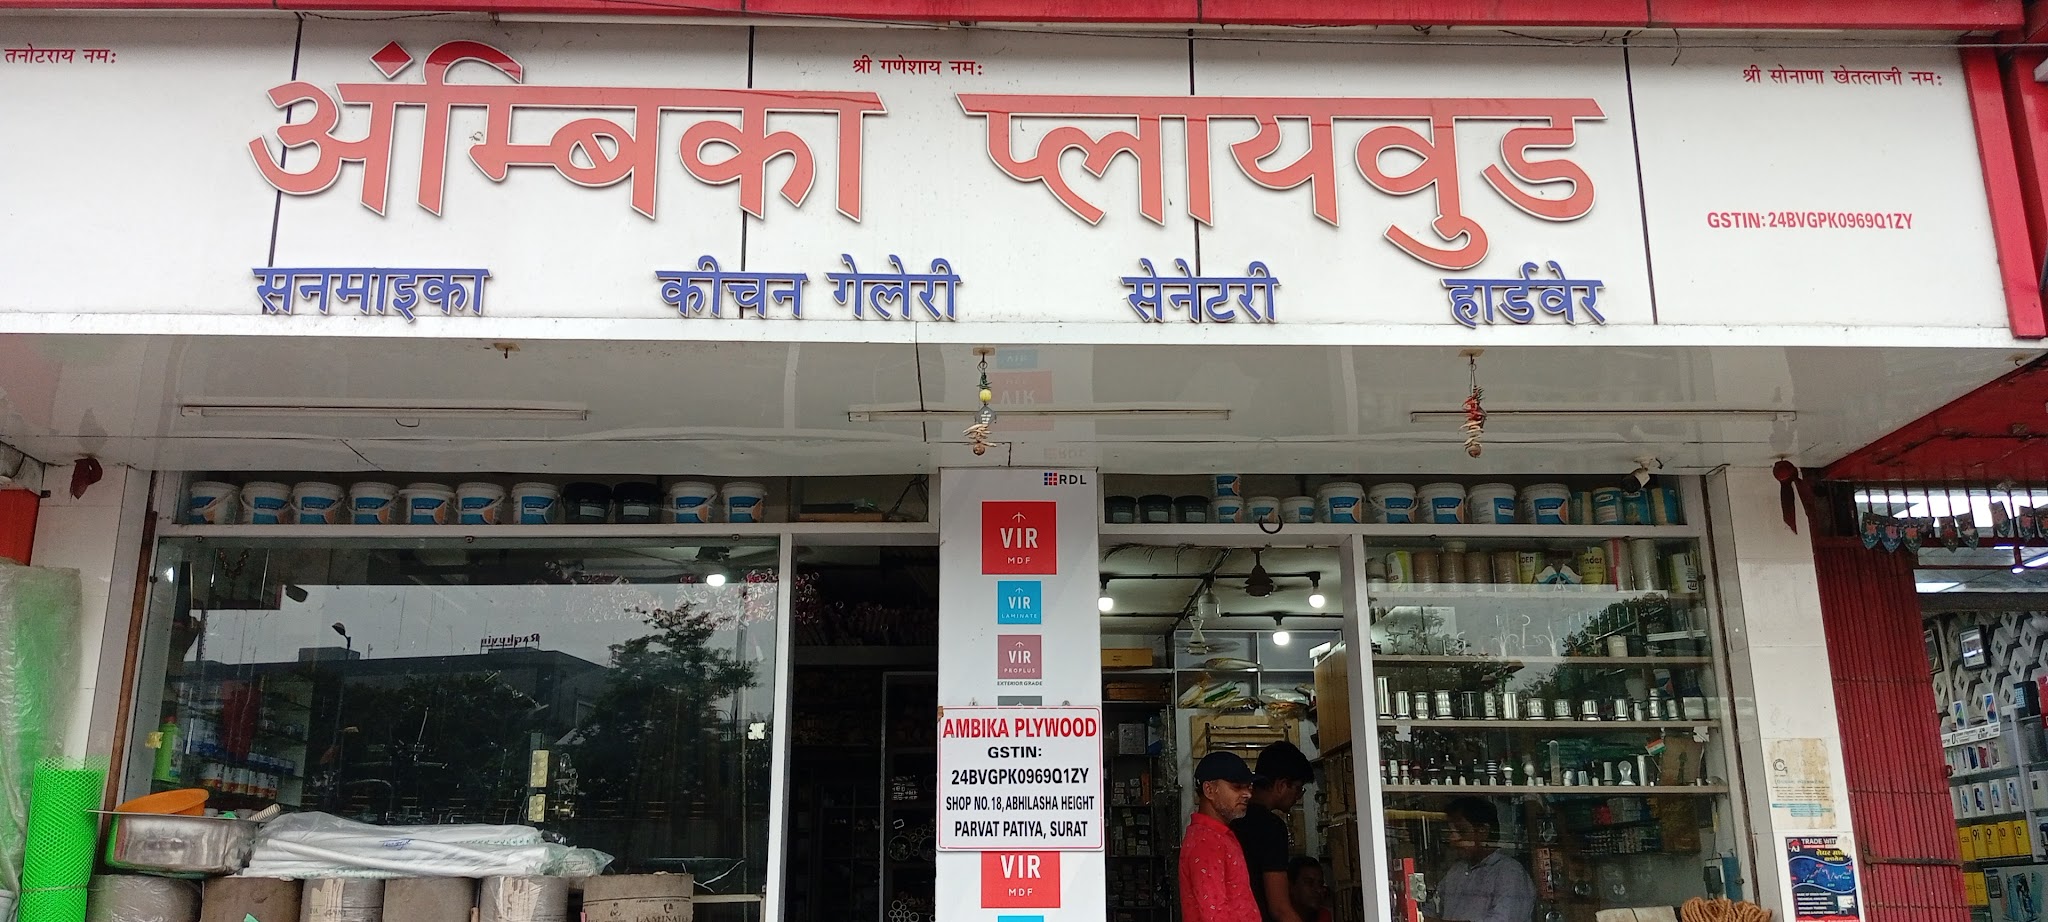 तनोटराय नम:
श्री गणेशाय नम:
श्री सोनाणा खेतलाजी नम:
अंम्बिका प्लायवुड
GSTIN: 24BVGPK0969Q1ZY
सनमाइका कीचन गेलेरी सेनेटरी हार्डवेर
RDL
VIR
MDF
VIR
LAMINATE
VIR
PROPLUS
EXTERIOR GRADE
AMBIKA PLYWOOD
GSTIN:
24BVGPK0969Q1ZY
SHOP NO.18, ABHILASHA HEIGHT
PARVAT PATIYA, SURAT
VIR
MDF
TRADE WIT